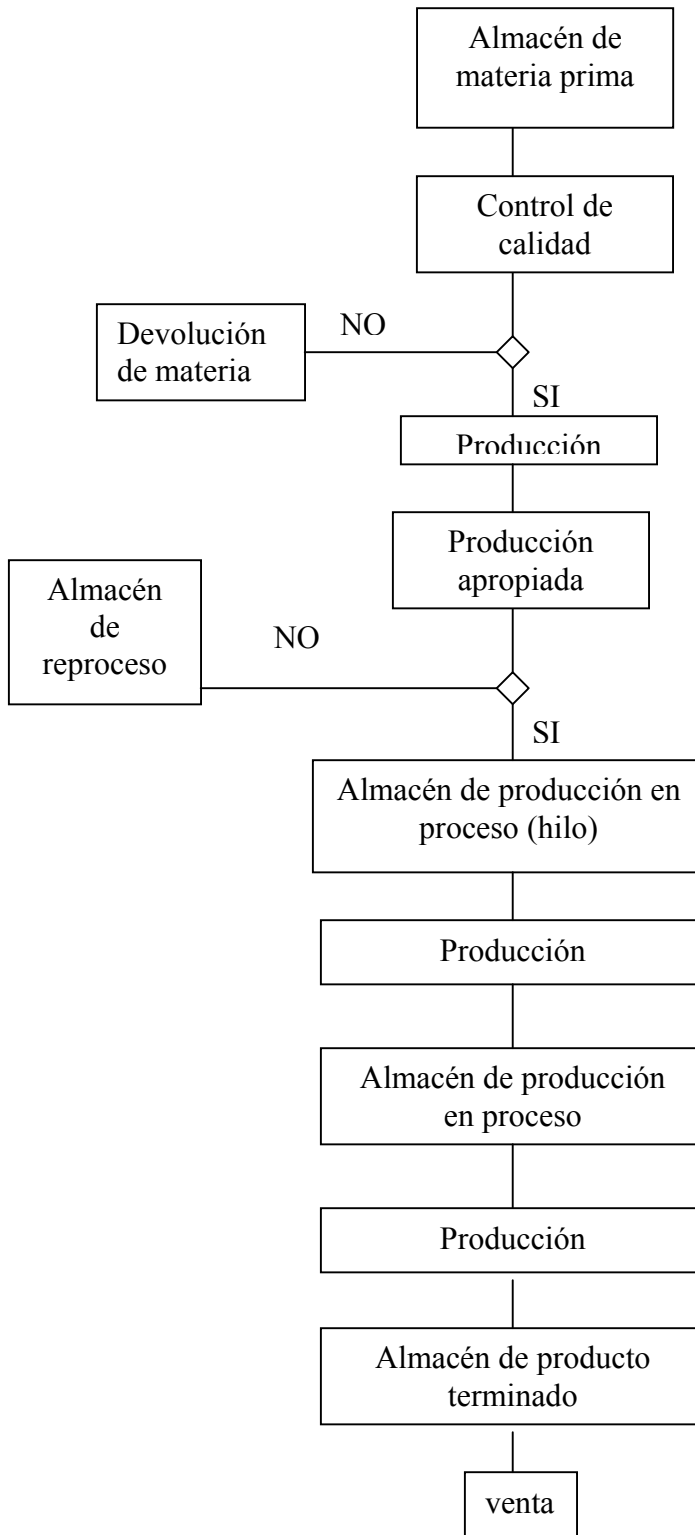 Almacén de
materia prima
Control de
calidad
NO
Devolución
de materia
SI
Producción
Producción
apropiada
Almacén
de
reproceso
NO
SI
Almacén de producción en
proceso (hilo)
Producción
Almacén de producción
en proceso
Producción
Almacén de producto
terminado
venta